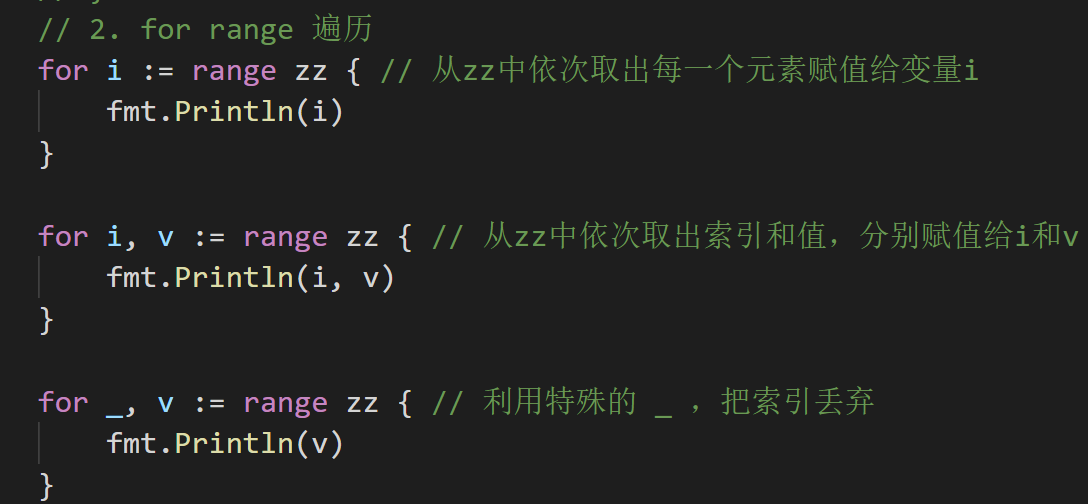 // 2. for range 遍历
for i := range zz { // 从zz中依次取出每一个元素赋值给变量i
    fmt.Println(i)
}
for i, v := range zz { // 从zz中依次取出索引和值，分别赋值给i和v
    fmt.Println(i, v)
}
for _, v := range zz { // 利用特殊的 _ ，把索引丢弃
    fmt.Println(v)
}